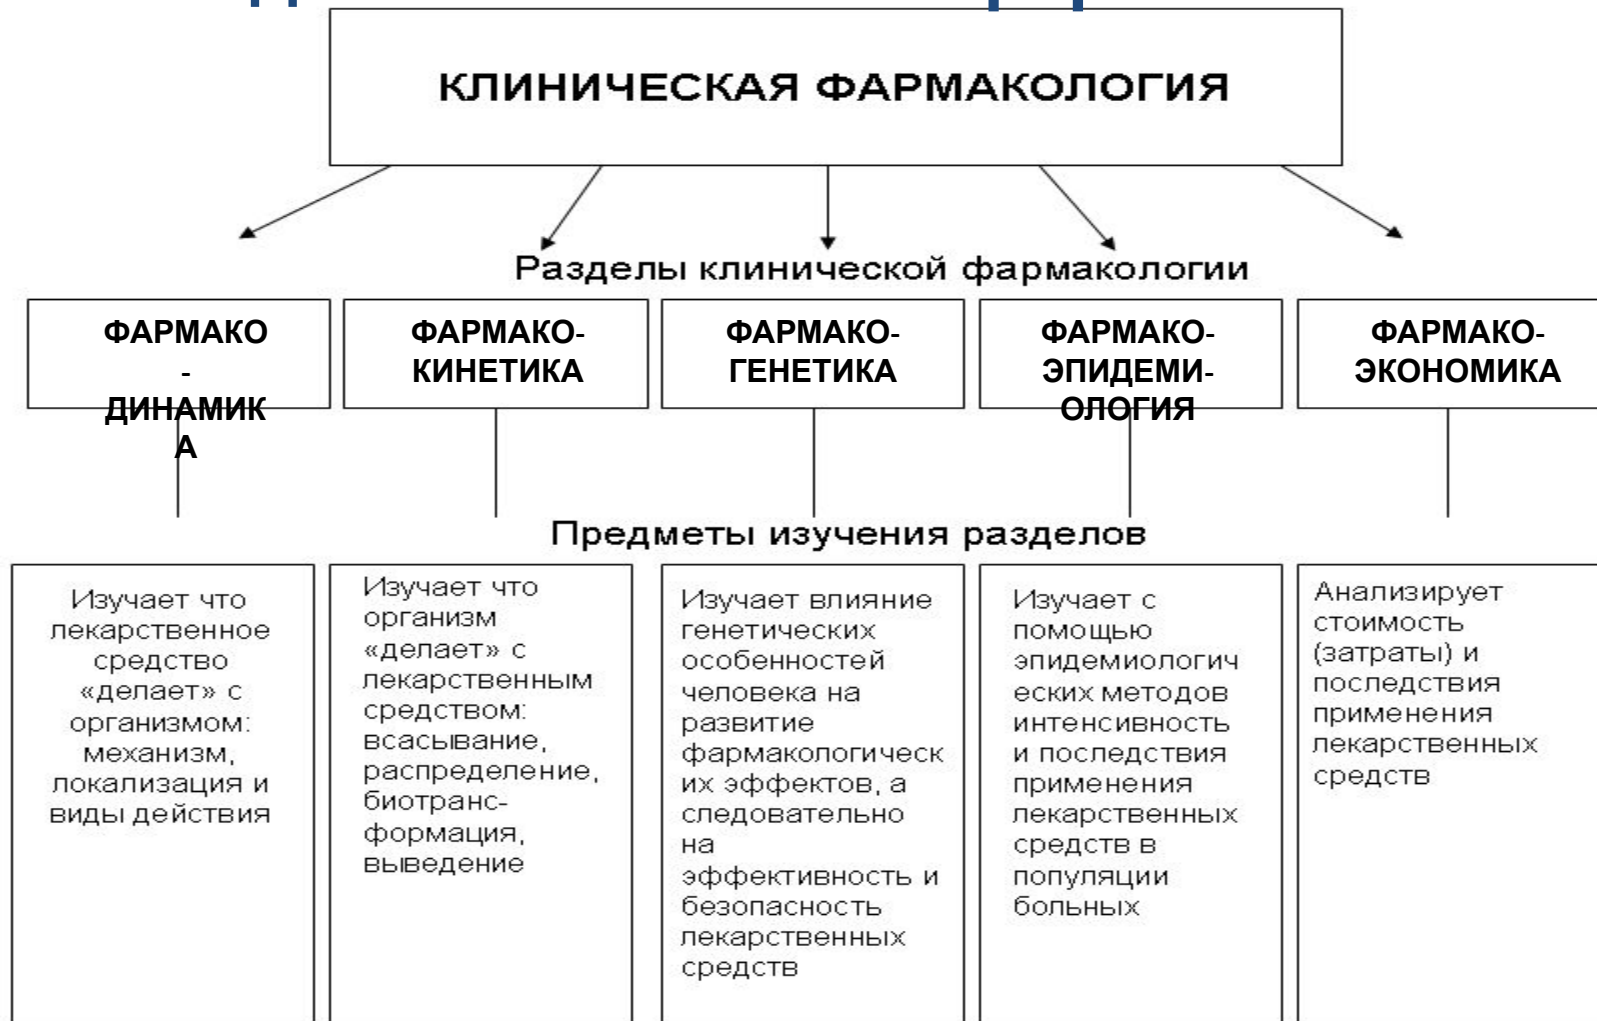 КЛИНИЧЕСКАЯ ФАРМАКОЛОГИЯ
Разделы клинической фармакологии
ФАРМАКО
-
ДИНАМИК
А
ФАРМАКО-
КИНЕТИКА
ФАРМАКО-
ГЕНЕТИКА
ФАРМАКО-
ЭПИДЕМИ-
ОЛОГИЯ
ФАРМАКО-
ЭКОНОМИКА
Предметы изучения разделов
Изучает что
лекарственное
средство
«делает» с
организмом:
механизм,
локализация и
виды действия
Изучает что
организм
«делает» с
лекарственным
средством:
всасывание,
распределение,
биотранс-
формация,
выведение
Изучает влияние
генетических
особенностей
человека на
развитие
фармакологическ
их эффектов, а
следовательно
на
эффективность и
безопасность
лекарственных
средств
Изучает с
помощью
эпидемиологич
еских методов
интенсивность
и последствия
применения
лекарственных
средств в
популяции
больных
Анализирует
стоимость
(затраты) и
последствия
применения
лекарственных
средств